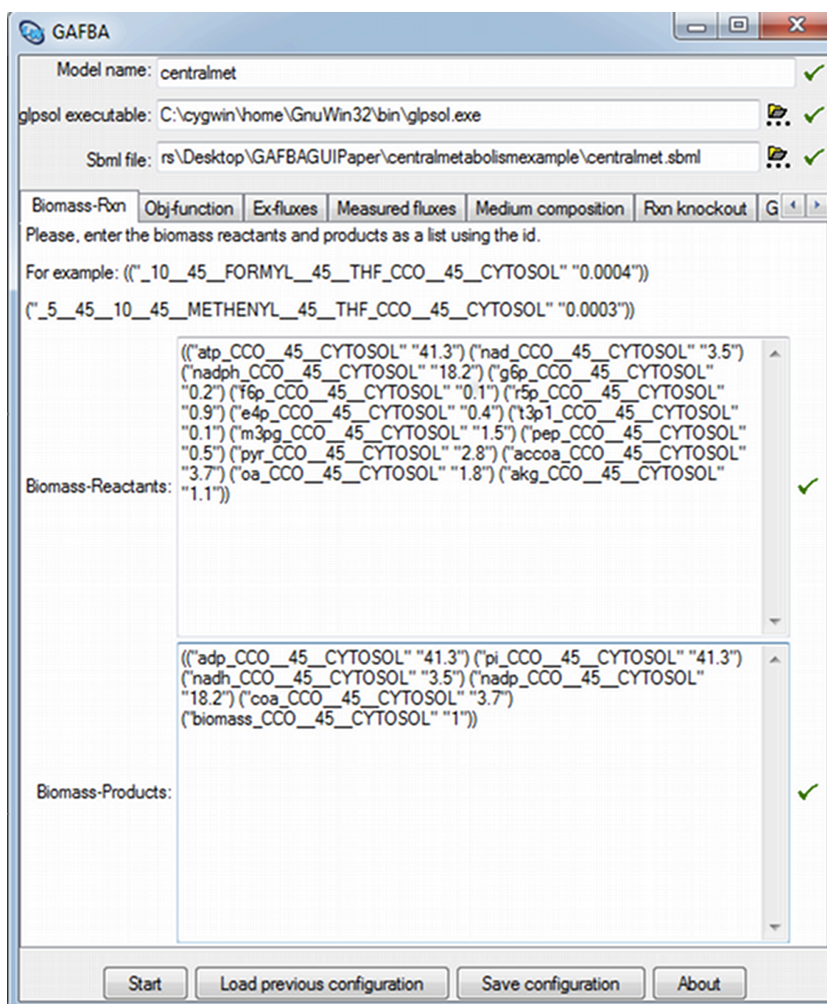 GAFBA
Model name: centralmet
glpsol executable: C:\cygwin\home\GnuWin32\bin\glpsol.exe
Sbml file: rs\Desktop\GAFBAGUIPaper\centralmetabolismexample\centralmet.sbml
Biomass-Rxn Obj-function Ex-fluxes Measured fluxes Medium composition Rxn knockout G
Please, enter the biomass reactants and products as a list using the id.
For example: (("_10__45__FORMYL__45__THF_CCO__45__CYTOSOL" "0.0004"))
("_5__45__10__45__METHENYL__45__THF_CCO__45__CYTOSOL" "0.0003"))
(("atp_CCO__45__CYTOSOL" "41.3") ("nad_CCO__45__CYTOSOL" "3.5")
("nadph_CCO__45__CYTOSOL" "18.2") ("g6p_CCO__45__CYTOSOL"
"0.2") ("f6p_CCO__45__CYTOSOL" "0.1") ("r5p_CCO__45__CYTOSOL"
"0.9") ("e4p_CCO__45__CYTOSOL" "0.4") ("t3p1_CCO__45__CYTOSOL"
"0.1") ("m3pg_CCO__45__CYTOSOL" "1.5") ("pep_CCO__45__CYTOSOL"
"0.5") ("pyr_CCO__45__CYTOSOL" "2.8") ("accoa_CCO__45__CYTOSOL"
"3.7") ("oa_CCO__45__CYTOSOL" "1.8") ("akg_CCO__45__CYTOSOL"
"1.1"))
Biomass-Reactants:
(("adp_CCO__45__CYTOSOL" "41.3") ("pi_CCO__45__CYTOSOL" "41.3")
("nadh_CCO__45__CYTOSOL" "3.5") ("nadp_CCO__45__CYTOSOL"
"18.2") ("coa_CCO__45__CYTOSOL" "3.7")
("biomass_CCO__45__CYTOSOL" "1"))
Biomass-Products:
Start Load previous configuration Save configuration About